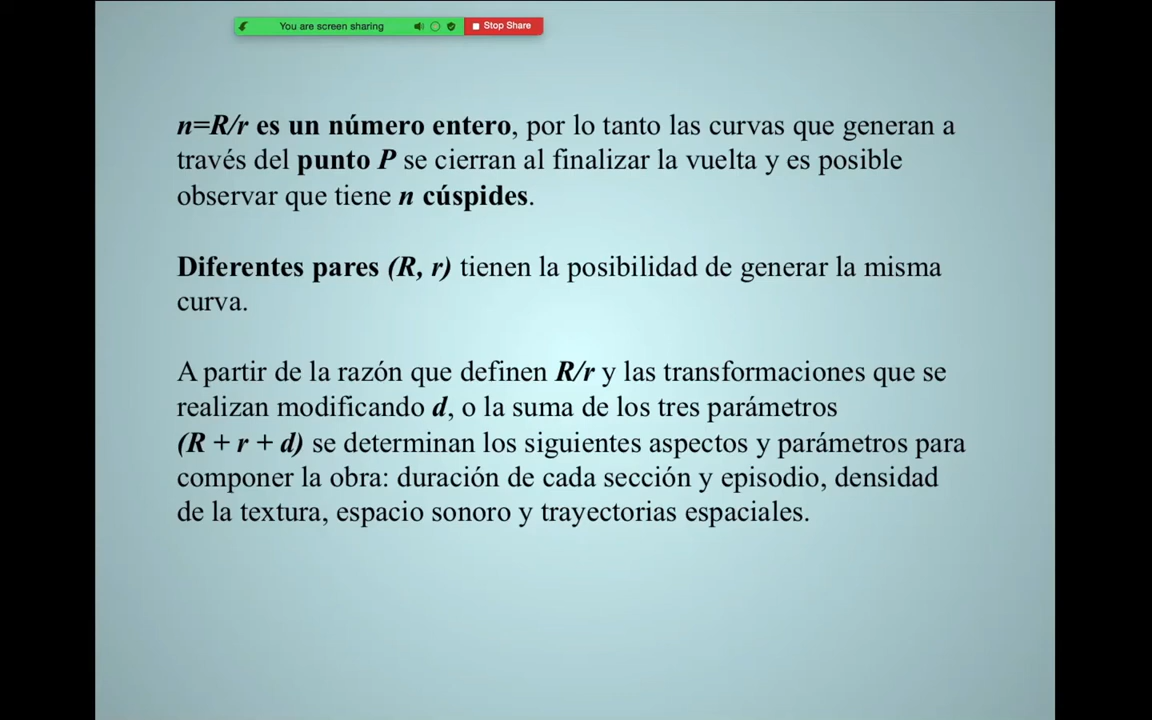 You are screen sharing
Stop Share
n=R/r es un número entero, por lo tanto las curvas que generan a
través del punto P se cierran al finalizar la vuelta y es posible
observar que tiene n cúspides.
Diferentes pares (R, r) tienen la posibilidad de generar la misma
curva.
A partir de la razón que definen R/r y las transformaciones que se
realizan modificando d, o la suma de los tres parámetros
(R + r + d) se determinan los siguientes aspectos y parámetros para
componer la obra: duración de cada sección y episodio, densidad
de la textura, espacio sonoro y trayectorias espaciales.